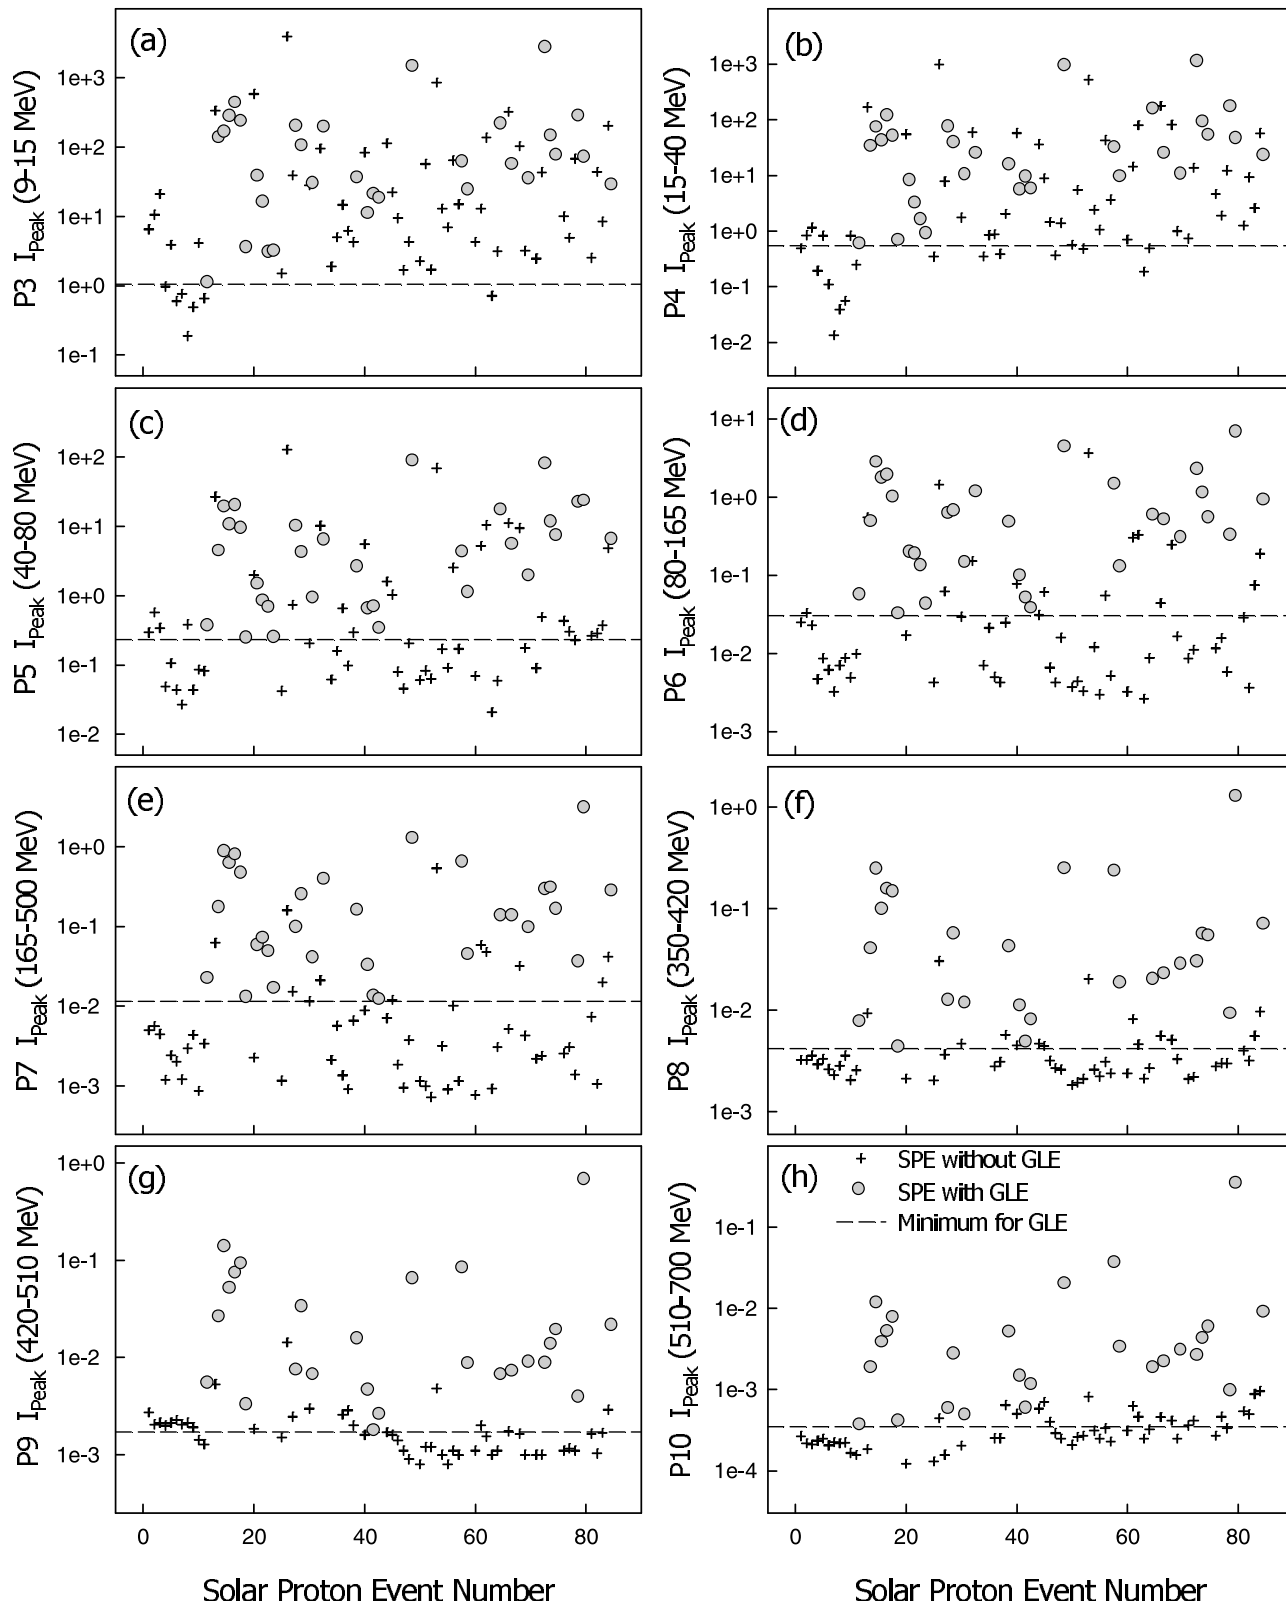 (a)
P3 I_Peak (9-15 MeV)
1e+3
1e+2
1e+1
1e+0
1e-1
(b)
P4 I_Peak (15-40 MeV)
1e+3
1e+2
1e+1
1e+0
1e-1
1e-2
(c)
P5 I_Peak (40-80 MeV)
1e+2
1e+1
1e+0
1e-1
1e-2
(d)
P6 I_Peak (80-165 MeV)
1e+1
1e+0
1e-1
1e-2
1e-3
(e)
P7 I_Peak (165-500 MeV)
1e+0
1e-1
1e-2
1e-3
(f)
P8 I_Peak (350-420 MeV)
1e+0
1e-1
1e-2
1e-3
(g)
P9 I_Peak (420-510 MeV)
1e+0
1e-1
1e-2
1e-3
0 20 40 60 80
Solar Proton Event Number
(h)
SPE without GLE
SPE with GLE
Minimum for GLE
P10 I_Peak (510-700 MeV)
1e-1
1e-2
1e-3
1e-4
0 20 40 60 80
Solar Proton Event Number